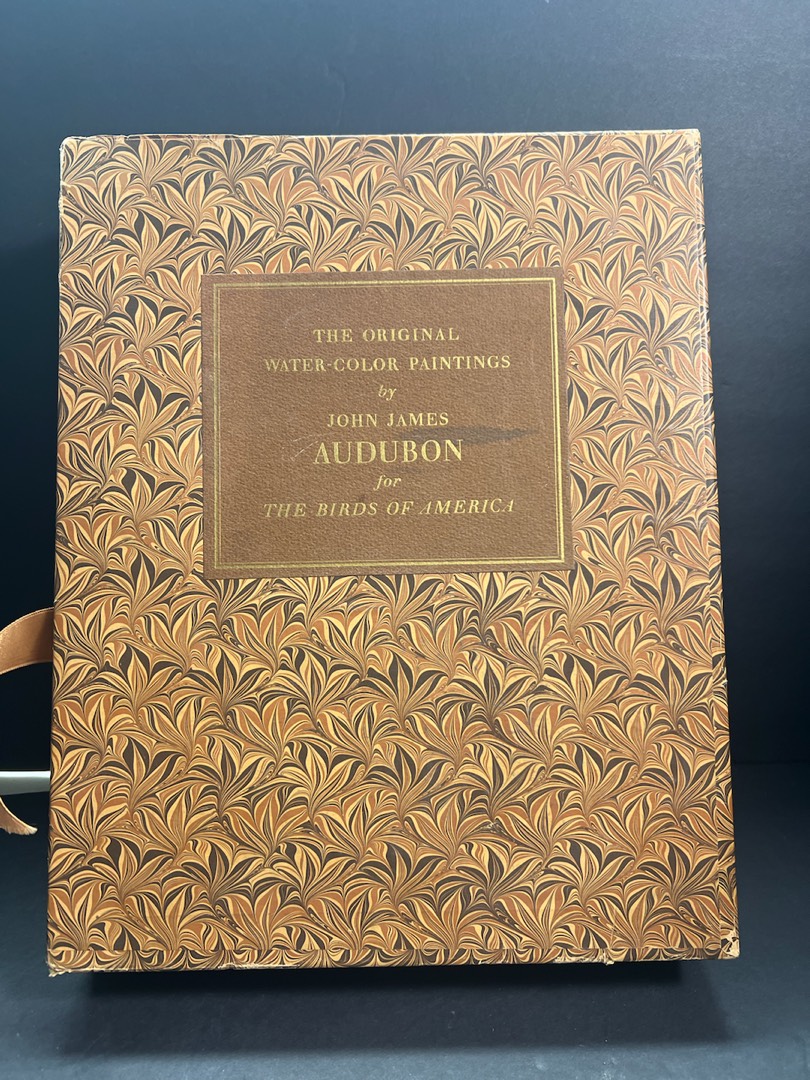 THE ORIGINAL
WATER-COLOR PAINTINGS
by
JOHN JAMES
AUDUBON
for
THE BIRDS OF AMERICA